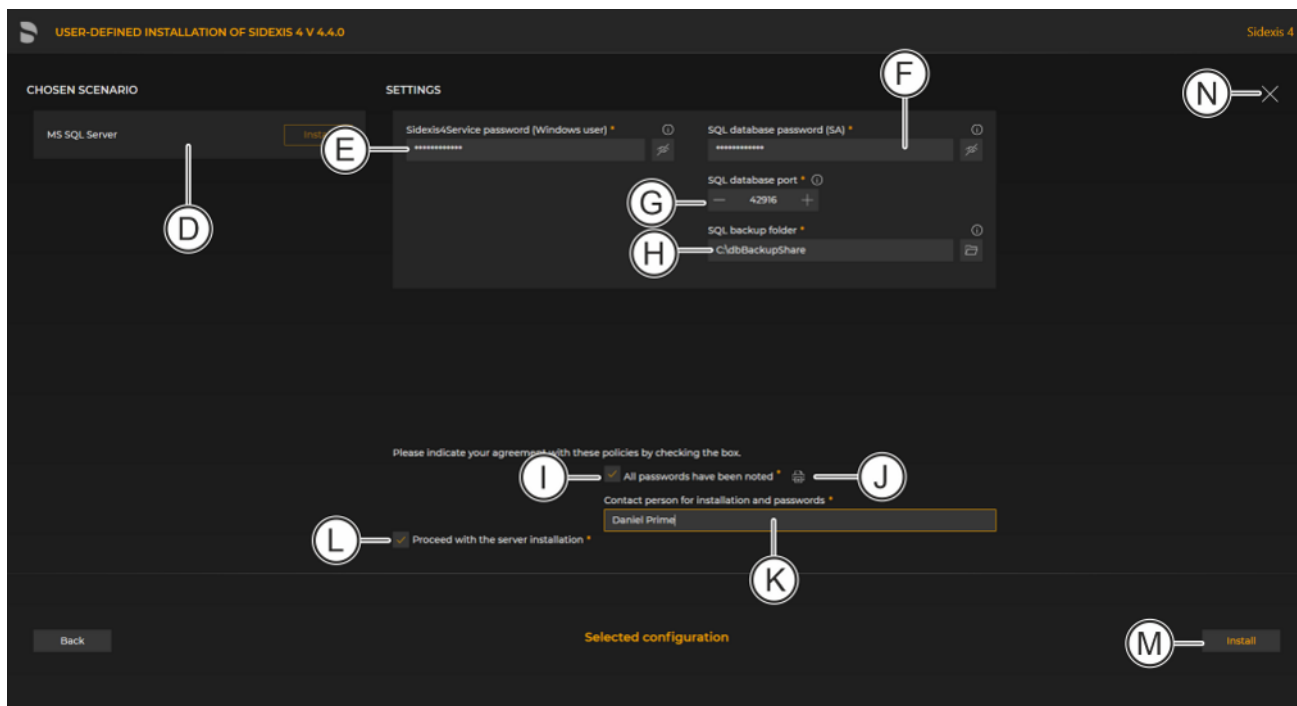 USER-DEFINED INSTALLATION OF SIDEXIS 4 V 4.4.0
Sidexis 4
CHOSEN SCENARIO
SETTINGS
F
N
MS SQL Server
E
Sidexis4Service password (Windows user) *
************
SQL database password (SA) *
************
D
G
SQL database port *
42916
H
SQL backup folder *
C:\dbBackupShare
Please indicate your agreement with these policies by checking the box.
I
All passwords have been noted *
J
Contact person for installation and passwords *
Daniel Prime
L
Proceed with the server installation *
K
Back
Selected configuration
M
Install